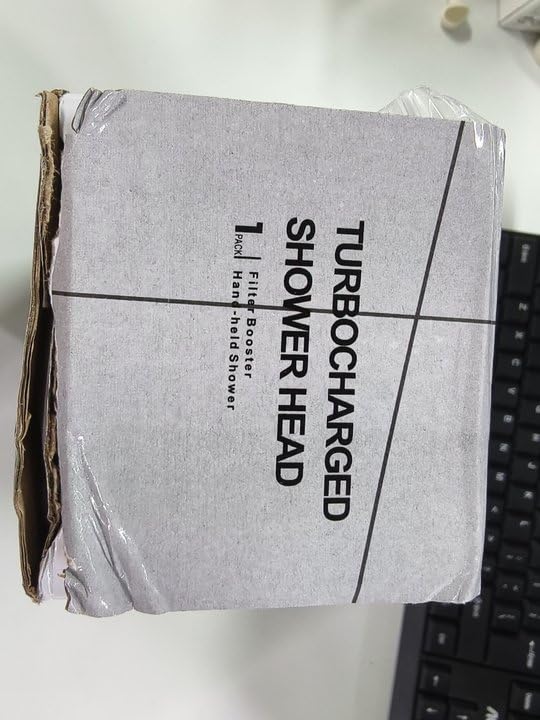 TURBOCHARGED
SHOWER HEAD
1 PACK
Filter Booster
Hand-held Shower